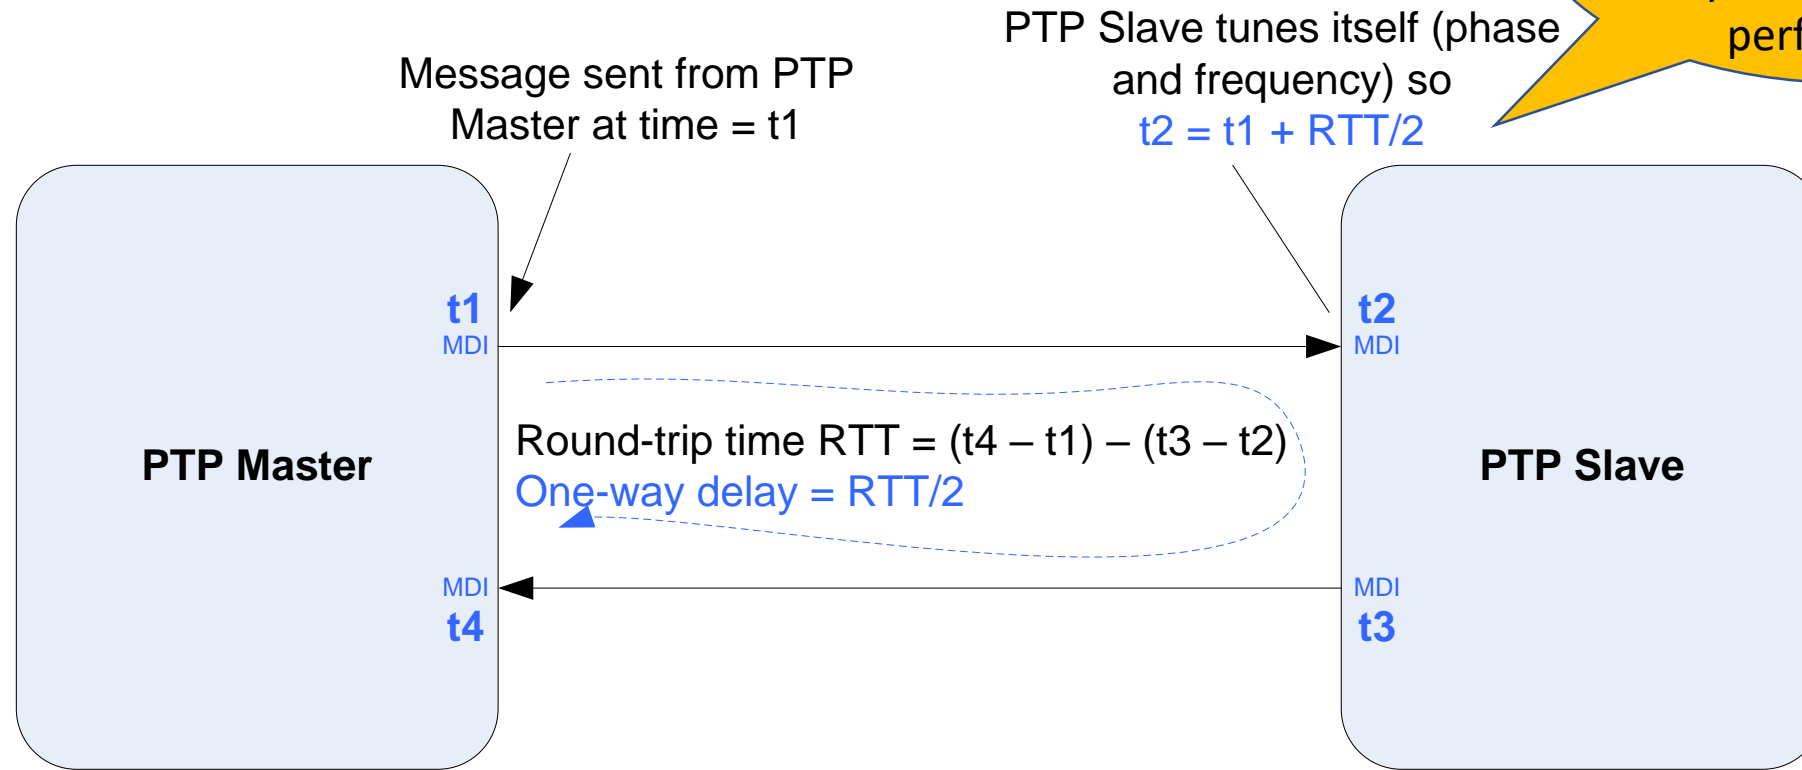 PTP Slave tunes itself (phase
and frequency) so
t2 = t1 + RTT/2
Message sent from PTP
Master at time = t1
t1
MDI
t2
MDI
Round-trip time RTT = (t4 – t1) – (t3 – t2)
One-way delay = RTT/2
PTP Master
PTP Slave
MDI
t4
MDI
t3